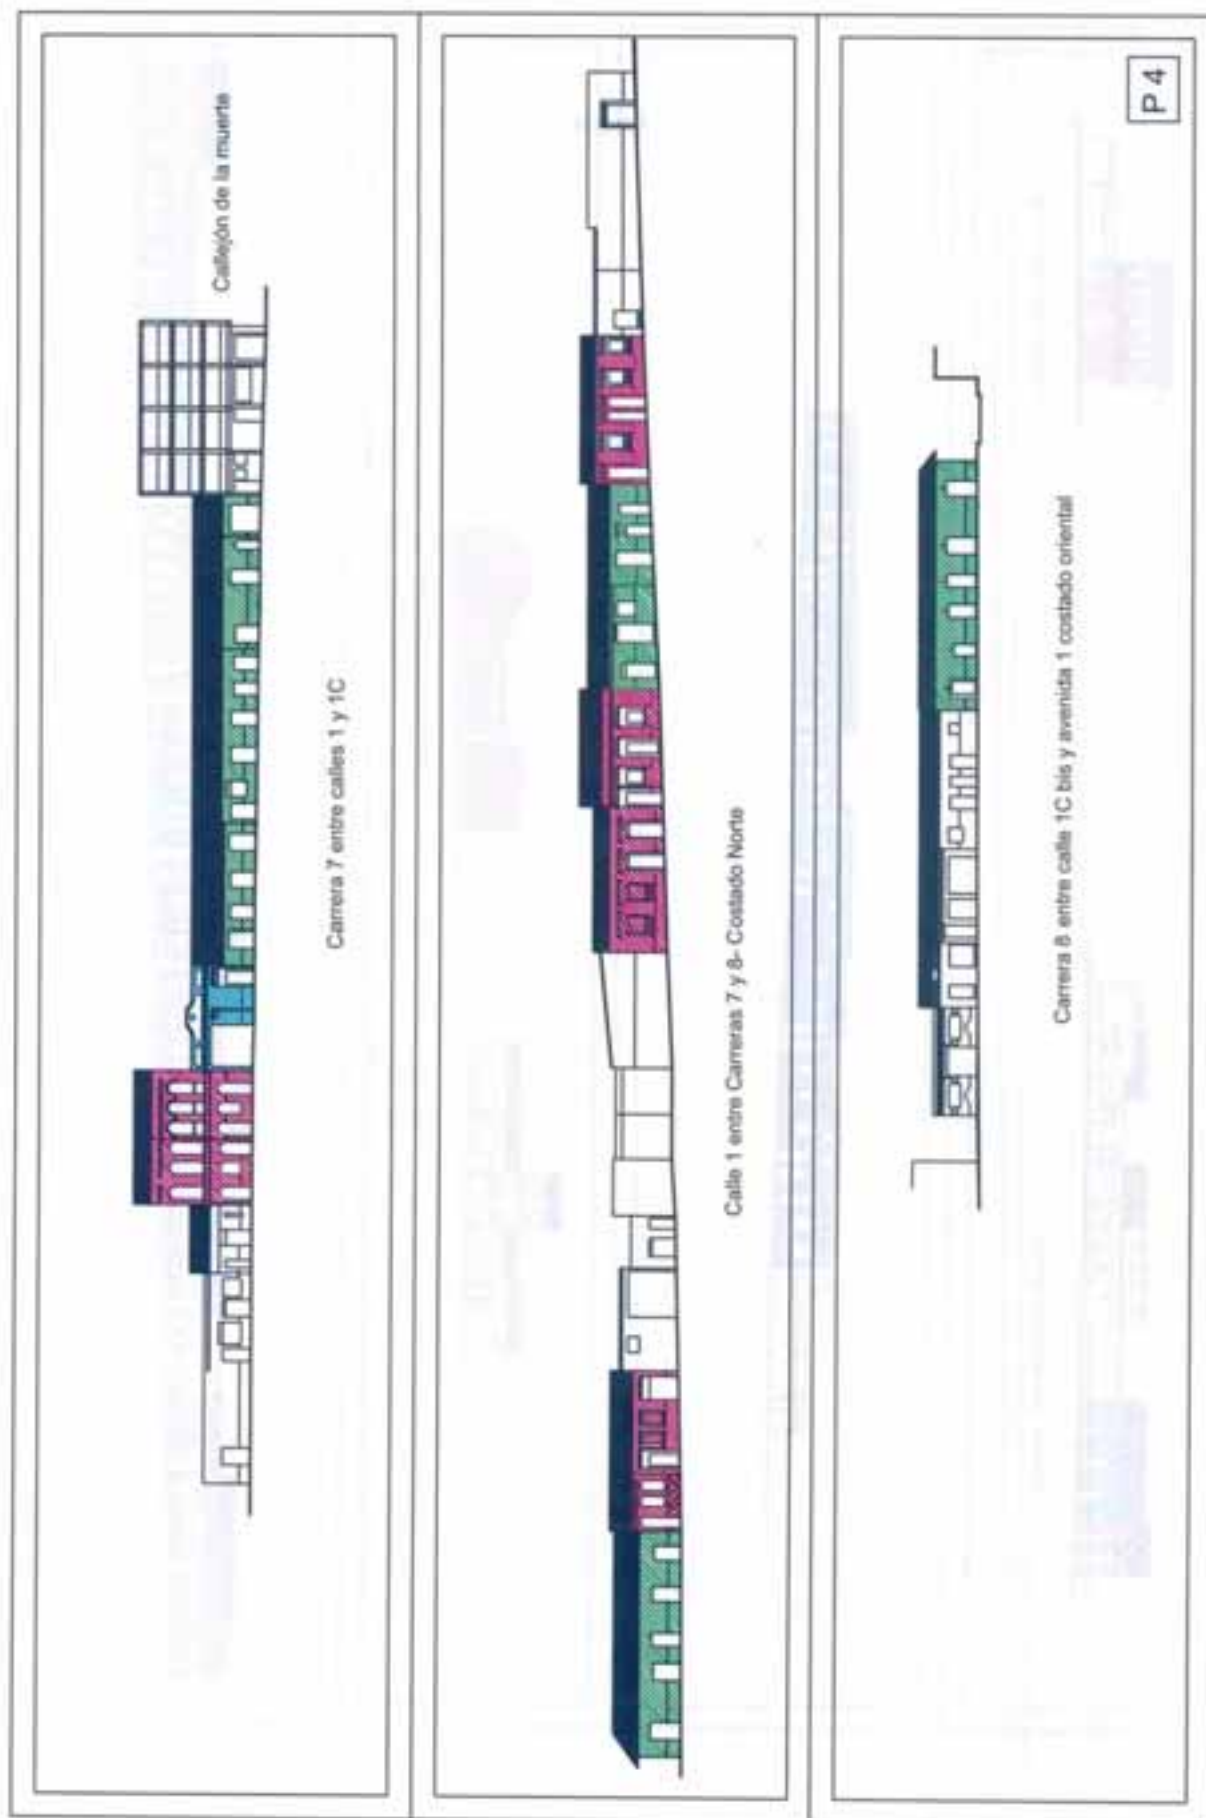 Callejón de la muerte
Carrera 7 entre calles 1 y 1C
Calle 1 entre Carreras 7 y 8- Costado Norte
Carrera 8 entre calle 1C bis y avenida 1 costado oriental
P 4